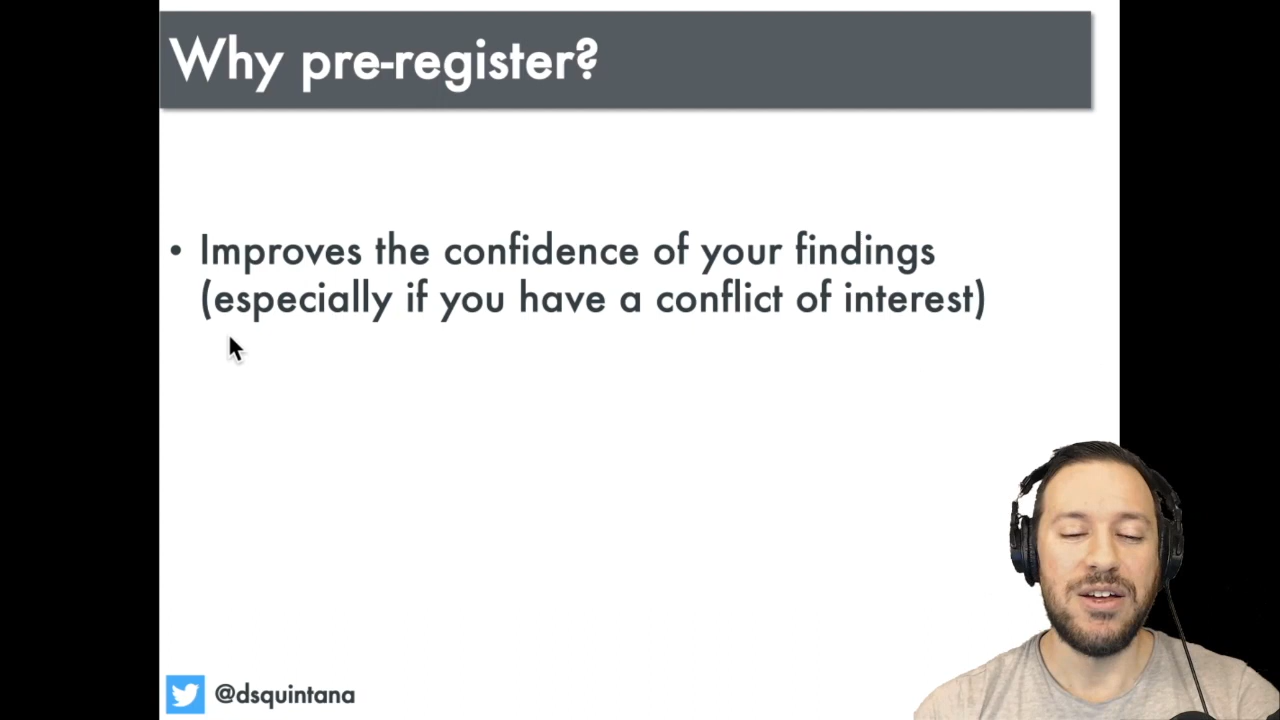 Why pre-register?
• Improves the confidence of your findings
(especially if you have a conflict of interest)
@dsquintana